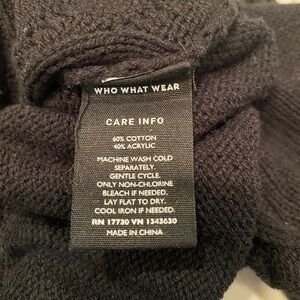 WHO WHAT WEAR
CARE INFO
60% COTTON
40% ACRYLIC
MACHINE WASH COLD
SEPARATELY.
GENTLE CYCLE.
ONLY NON-CHLORINE
BLEACH IF NEEDED.
LAY FLAT TO DRY.
COOL IRON IF NEEDED.
RN 17730 VN 1343630
MADE IN CHINA